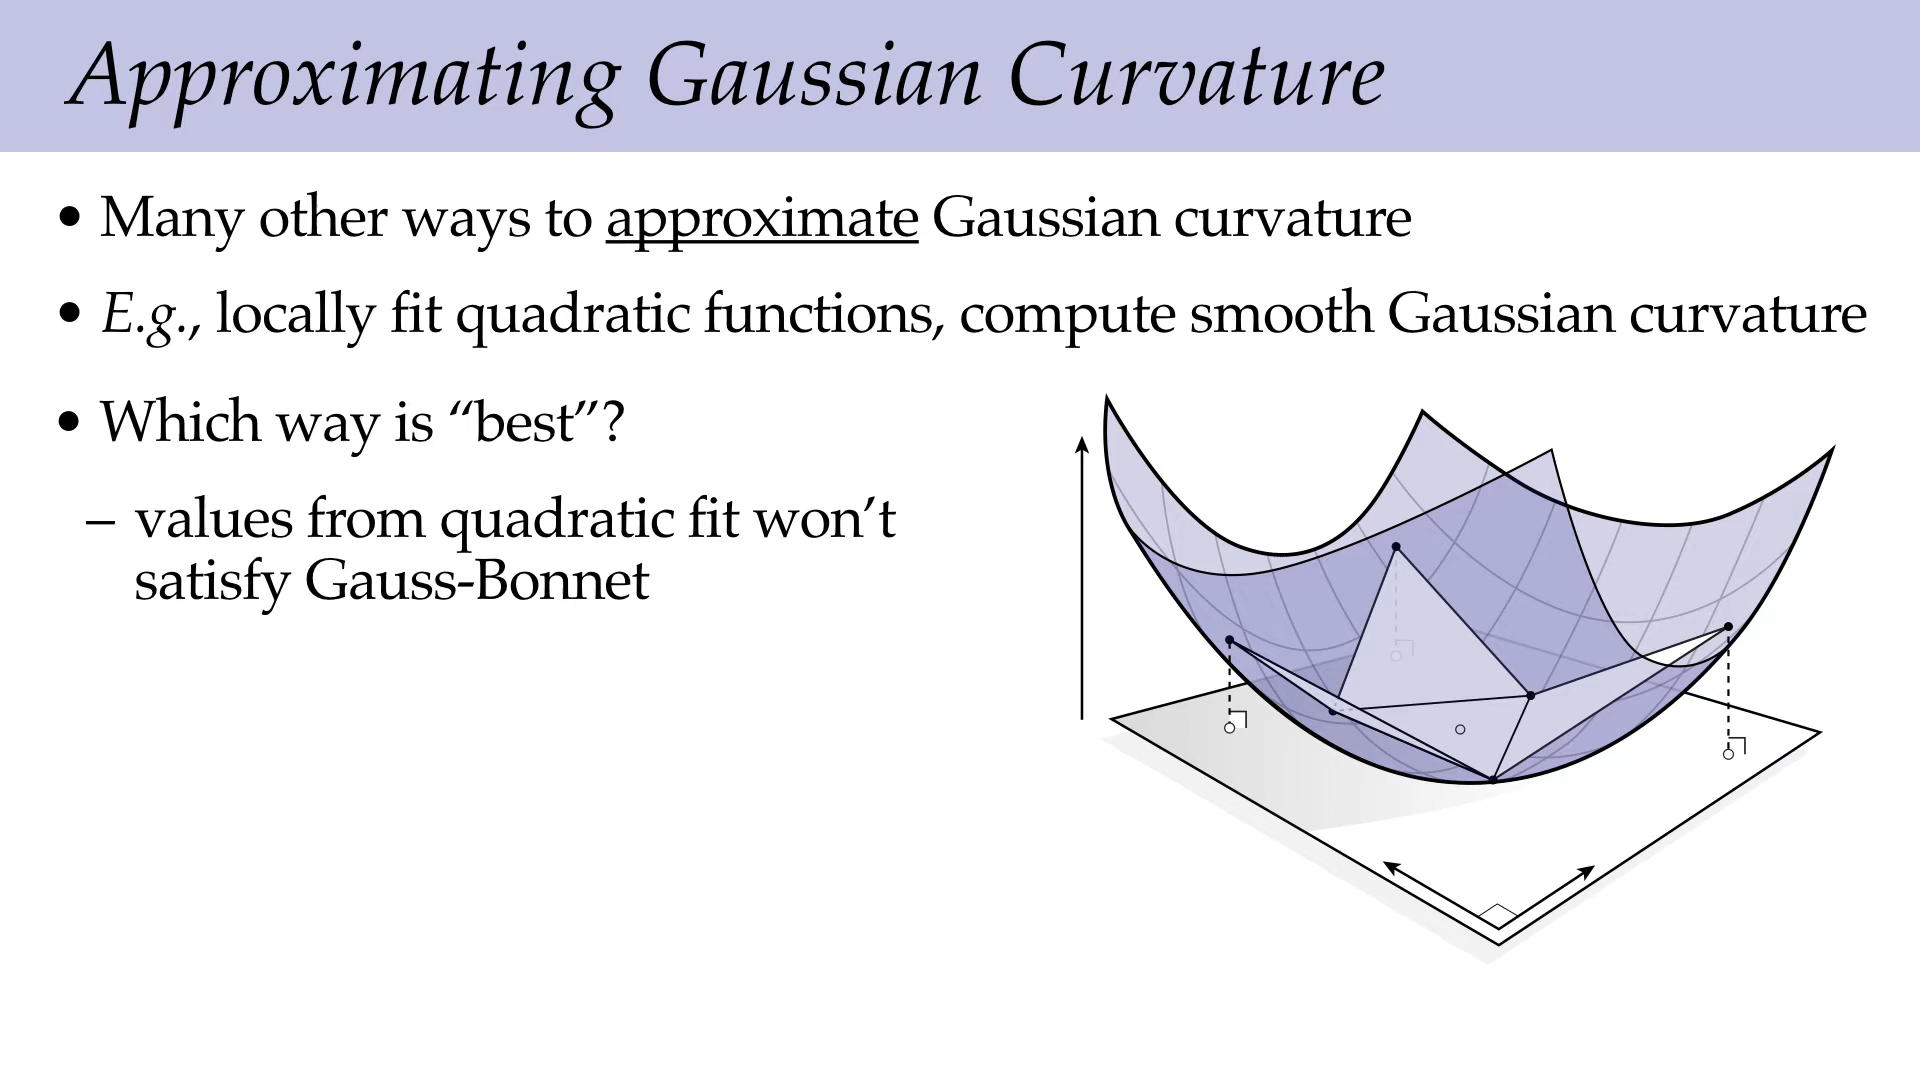 Approximating Gaussian Curvature
• Many other ways to approximate Gaussian curvature
• E.g., locally fit quadratic functions, compute smooth Gaussian curvature
• Which way is “best”?
– values from quadratic fit won’t
satisfy Gauss-Bonnet